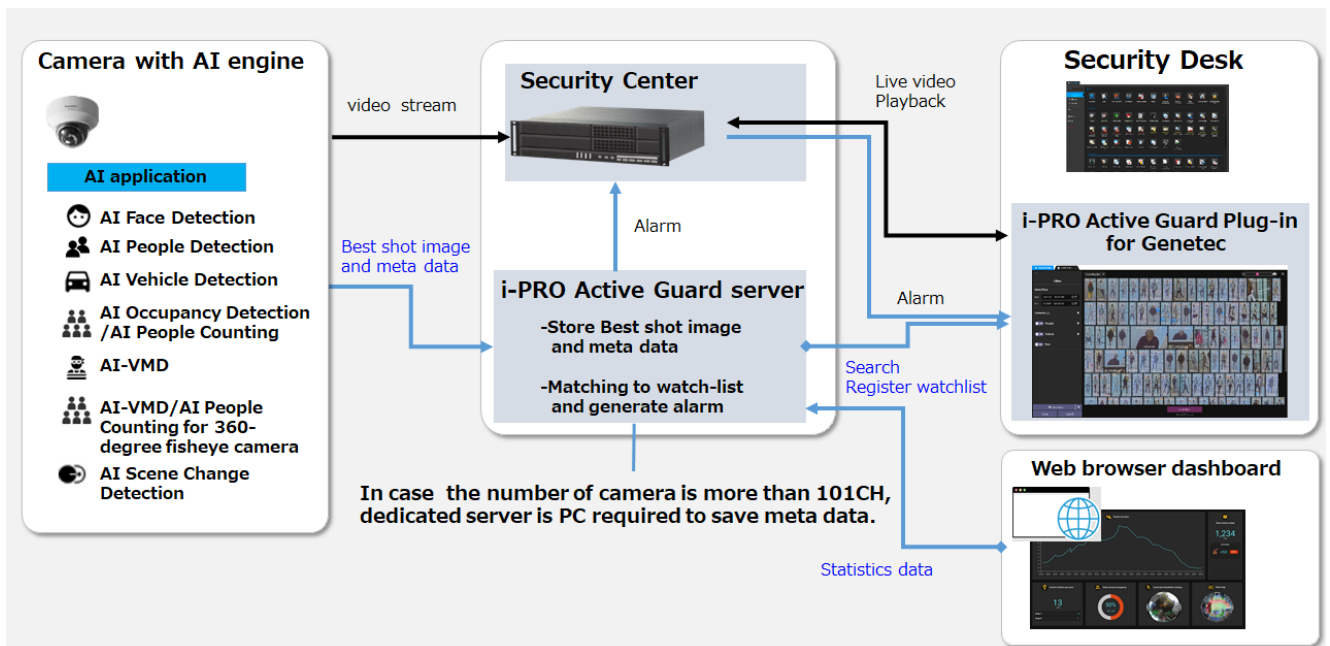 Camera with AI engine
AI application
AI Face Detection
AI People Detection
AI Vehicle Detection
AI Occupancy Detection
/AI People Counting
AI-VMD
AI-VMD/AI People
Counting for 360-
degree fisheye camera
AI Scene Change
Detection
video stream
Best shot image
and meta data
Security Center
Alarm
i-PRO Active Guard server
-Store Best shot image
and meta data
-Matching to watch-list
and generate alarm
In case the number of camera is more than 101CH,
dedicated server is PC required to save meta data.
Live video
Playback
Alarm
Search
Register watchlist
Statistics data
Security Desk
i-PRO Active Guard Plug-in
for Genetec
Web browser dashboard
1,234
13
50%